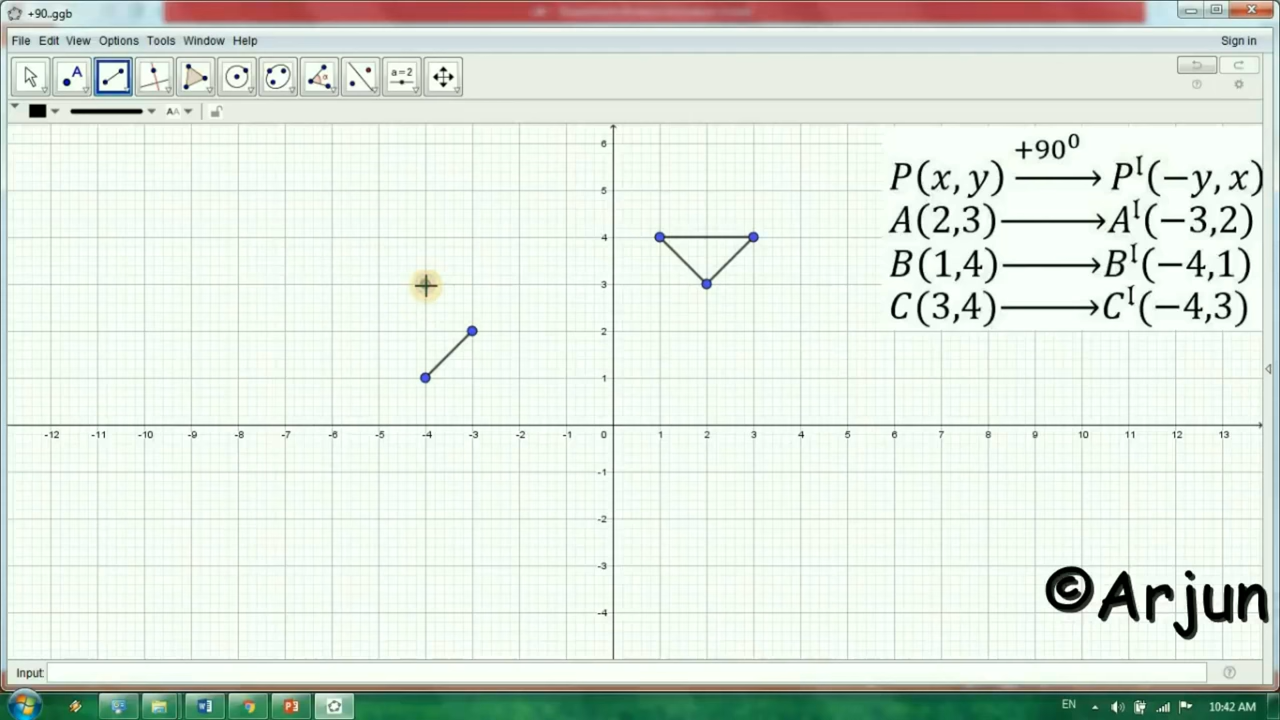 +90..ggb
File Edit View Options Tools Window Help
Sign in
A
a=2
AA
+90⁰
P(x, y) ⟶ Pᴵ(−y, x)
A(2,3) ⟶ Aᴵ(−3,2)
B(1,4) ⟶ Bᴵ(−4,1)
C(3,4) ⟶ Cᴵ(−4,3)
6
5
4
3
2
1
-12 -11 -10 -9 -8 -7 -6 -5 -4 -3 -2 -1 0 1 2 3 4 5 6 7 8 9 10 11 12 13
-1
-2
-3
-4
©Arjun
Input:
EN
10:42 AM